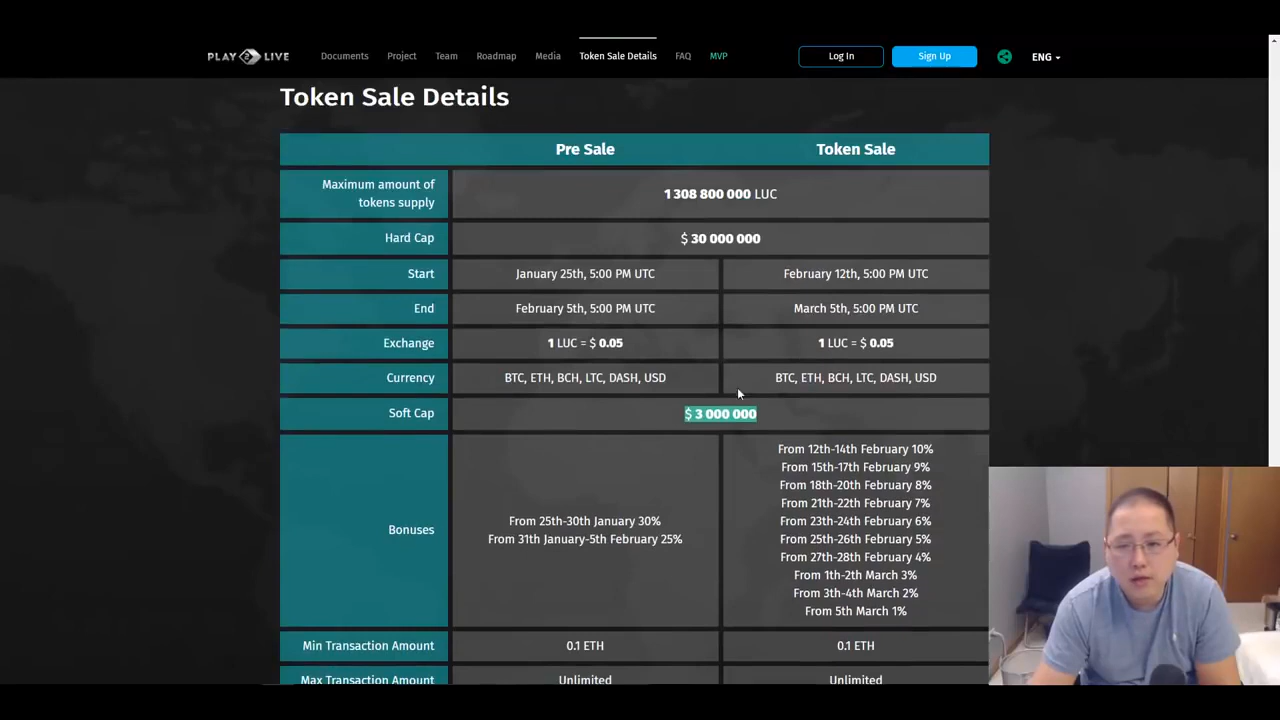 PLAY 2 LIVE
Documents
Project
Team
Roadmap
Media
Token Sale Details
FAQ
MVP
Log In
Sign Up
ENG
Token Sale Details
Pre Sale
Token Sale
Maximum amount of
tokens supply
1 308 800 000 LUC
Hard Cap
$ 30 000 000
Start
January 25th, 5:00 PM UTC
February 12th, 5:00 PM UTC
End
February 5th, 5:00 PM UTC
March 5th, 5:00 PM UTC
Exchange
1 LUC = $ 0.05
1 LUC = $ 0.05
Currency
BTC, ETH, BCH, LTC, DASH, USD
BTC, ETH, BCH, LTC, DASH, USD
Soft Cap
$ 3 000 000
Bonuses
From 25th-30th January 30%
From 31th January-5th February 25%
From 12th-14th February 10%
From 15th-17th February 9%
From 18th-20th February 8%
From 21th-22th February 7%
From 23th-24th February 6%
From 25th-26th February 5%
From 27th-28th February 4%
From 1th-2th March 3%
From 3th-4th March 2%
From 5th March 1%
Min Transaction Amount
0.1 ETH
0.1 ETH
Max Transaction Amount
Unlimited
Unlimited